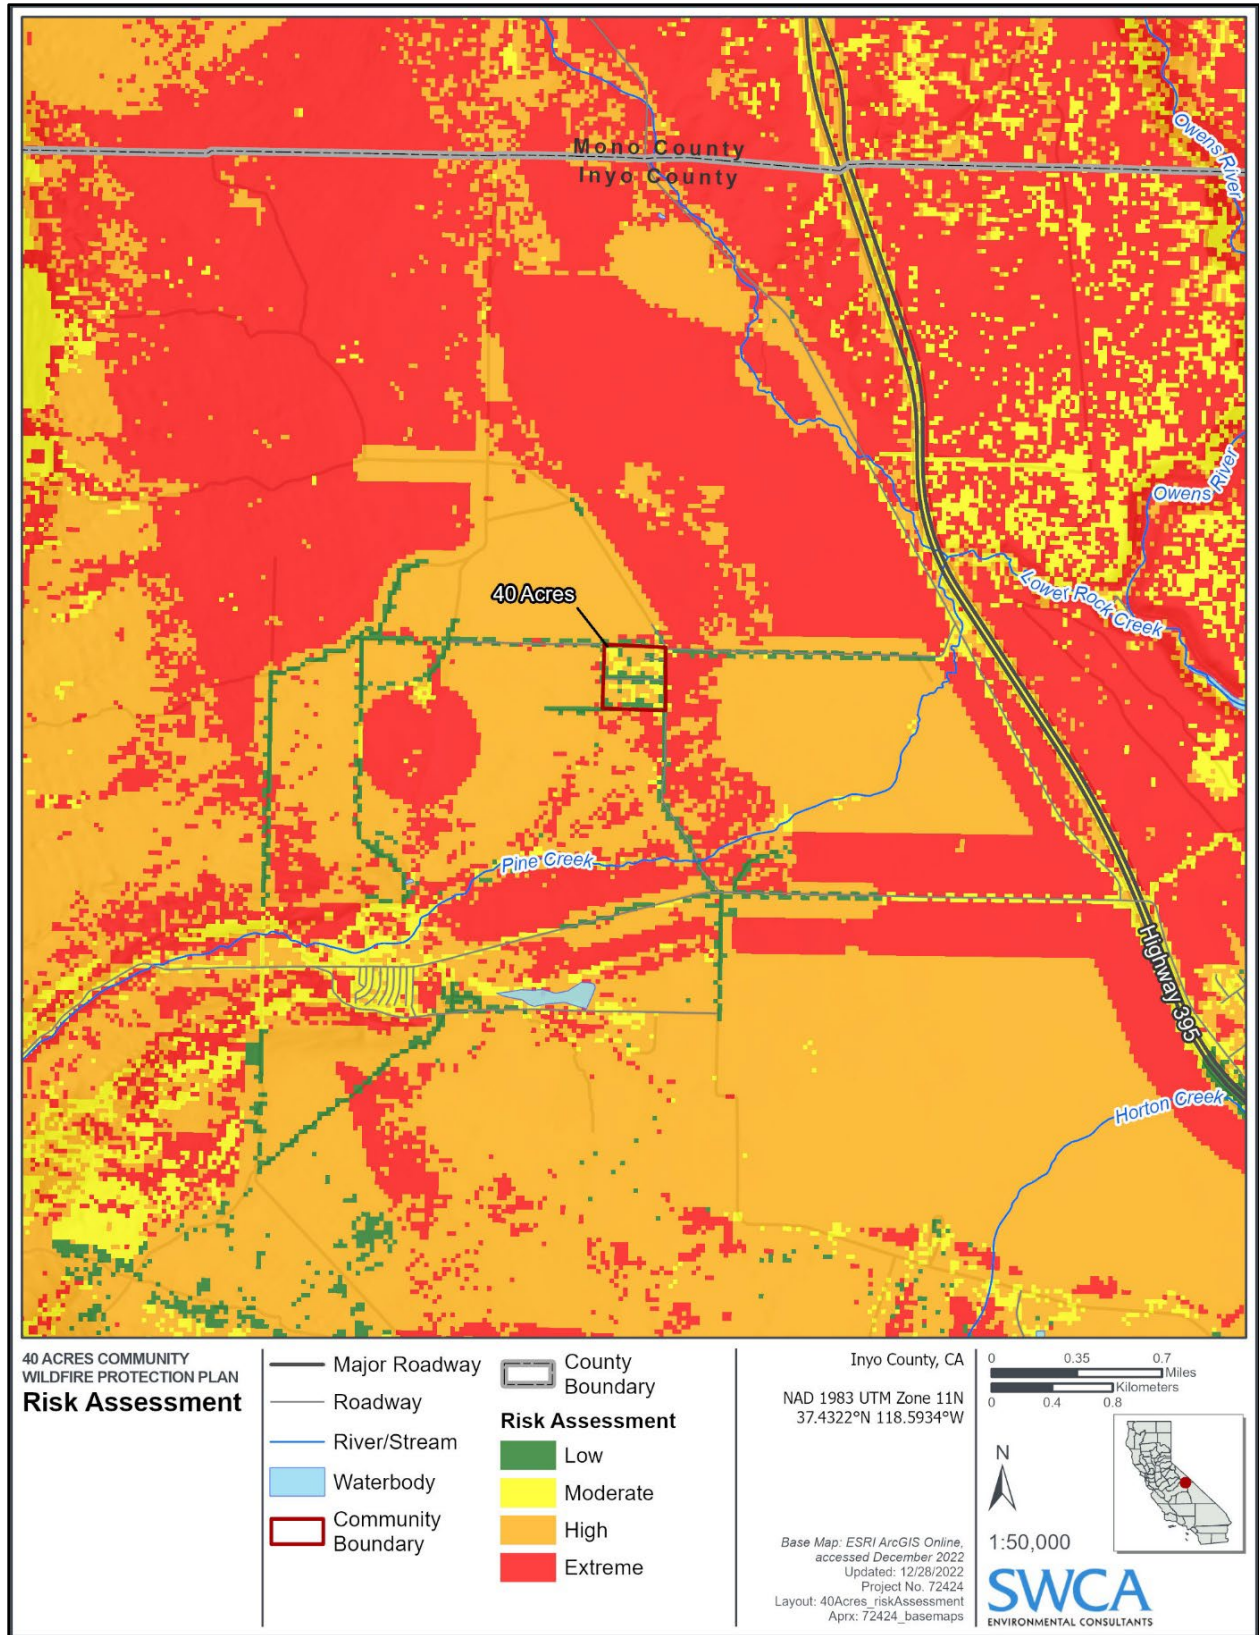 Owens River
Mono County
Inyo County
Owens River
40 Acres
Lower Rock Creek
Pine Creek
Highway 395
Horton Creek
40 ACRES COMMUNITY
WILDFIRE PROTECTION PLAN
Risk Assessment
Major Roadway
Roadway
River/Stream
Waterbody
Community
Boundary
County
Boundary
Risk Assessment
Low
Moderate
High
Extreme
Inyo County, CA
NAD 1983 UTM Zone 11N
37.4322°N 118.5934°W
Base Map: ESRI ArcGIS Online,
accessed December 2022
Updated: 12/28/2022
Project No. 72424
Layout: 40Acres_riskAssessment
Aprx: 72424_basemaps
0 0.35 0.7
Miles
Kilometers
0 0.4 0.8
N
1:50,000
SWCA
ENVIRONMENTAL CONSULTANTS